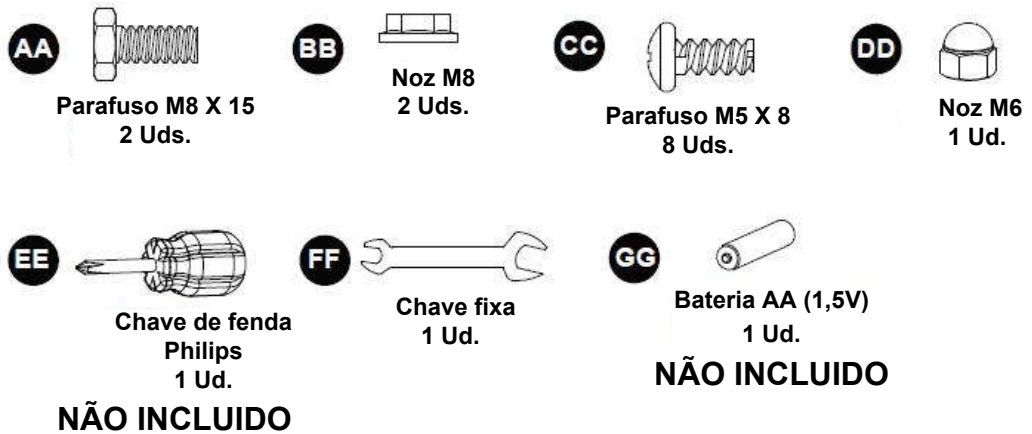 AA
Parafuso M8 X 15
2 Uds.
BB
Noz M8
2 Uds.
CC
Parafuso M5 X 8
8 Uds.
DD
Noz M6
1 Ud.
EE
Chave de fenda
Philips
1 Ud.
NÃO INCLUIDO
FF
Chave fixa
1 Ud.
GG
Bateria AA (1,5V)
1 Ud.
NÃO INCLUIDO